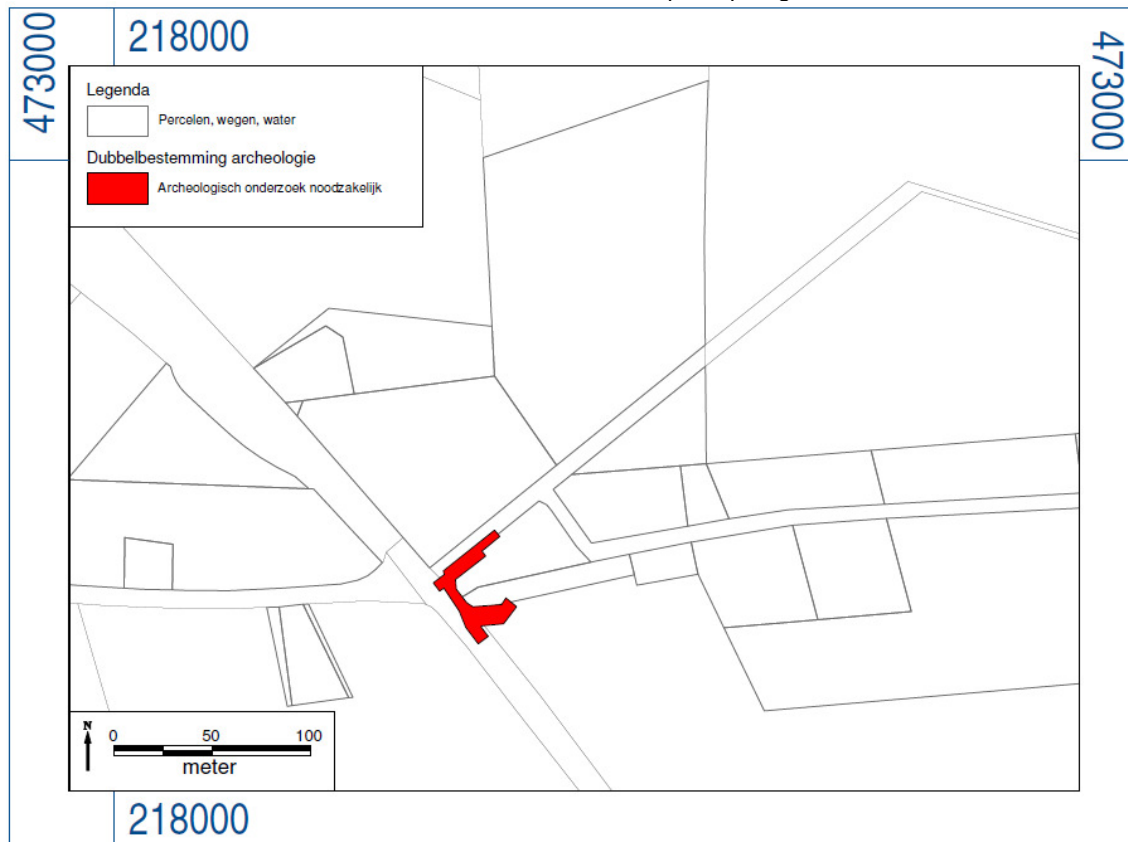 473000
218000
473000
Legenda
Percelen, wegen, water
Dubbelbestemming archeologie
Archeologisch onderzoek noodzakelijk
N
0 50 100
meter
218000